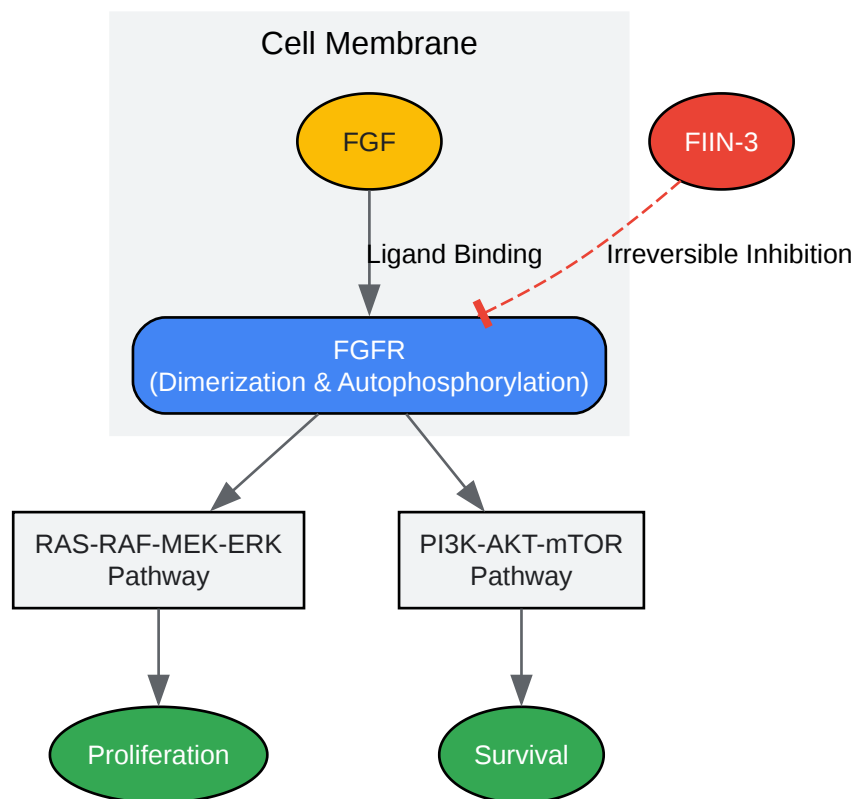 Cell Membrane
FGF
FIIN-3
Ligand Binding
Irreversible Inhibition
FGFR
(Dimerization & Autophosphorylation)
RAS-RAF-MEK-ERK
Pathway
PI3K-AKT-mTOR
Pathway
Proliferation
Survival